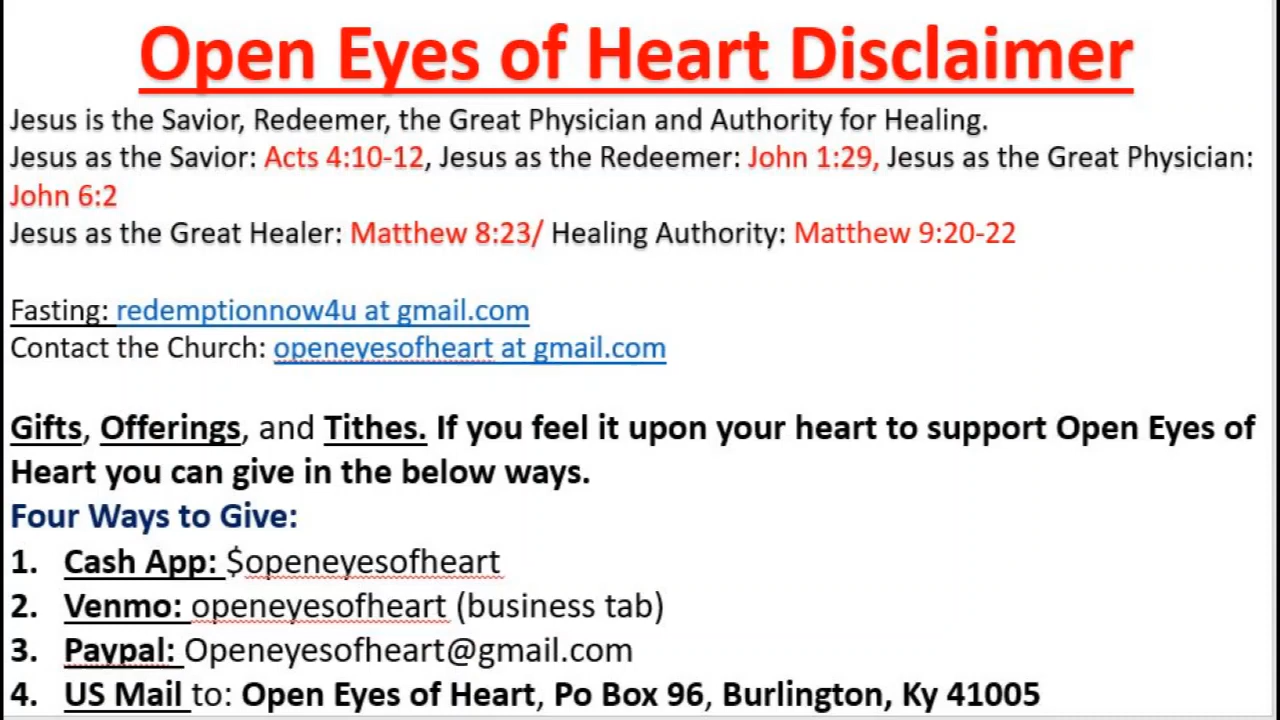 Open Eyes of Heart Disclaimer
Jesus is the Savior, Redeemer, the Great Physician and Authority for Healing.
Jesus as the Savior: Acts 4:10-12, Jesus as the Redeemer: John 1:29, Jesus as the Great Physician:
John 6:2
Jesus as the Great Healer: Matthew 8:23/ Healing Authority: Matthew 9:20-22
Fasting: redemptionnow4u at gmail.com
Contact the Church: openeyesofheart at gmail.com
Gifts, Offerings, and Tithes. If you feel it upon your heart to support Open Eyes of
Heart you can give in the below ways.
Four Ways to Give:
1. Cash App: $openeyesofheart
2. Venmo: openeyesofheart (business tab)
3. Paypal: Openeyesofheart@gmail.com
4. US Mail to: Open Eyes of Heart, Po Box 96, Burlington, Ky 41005